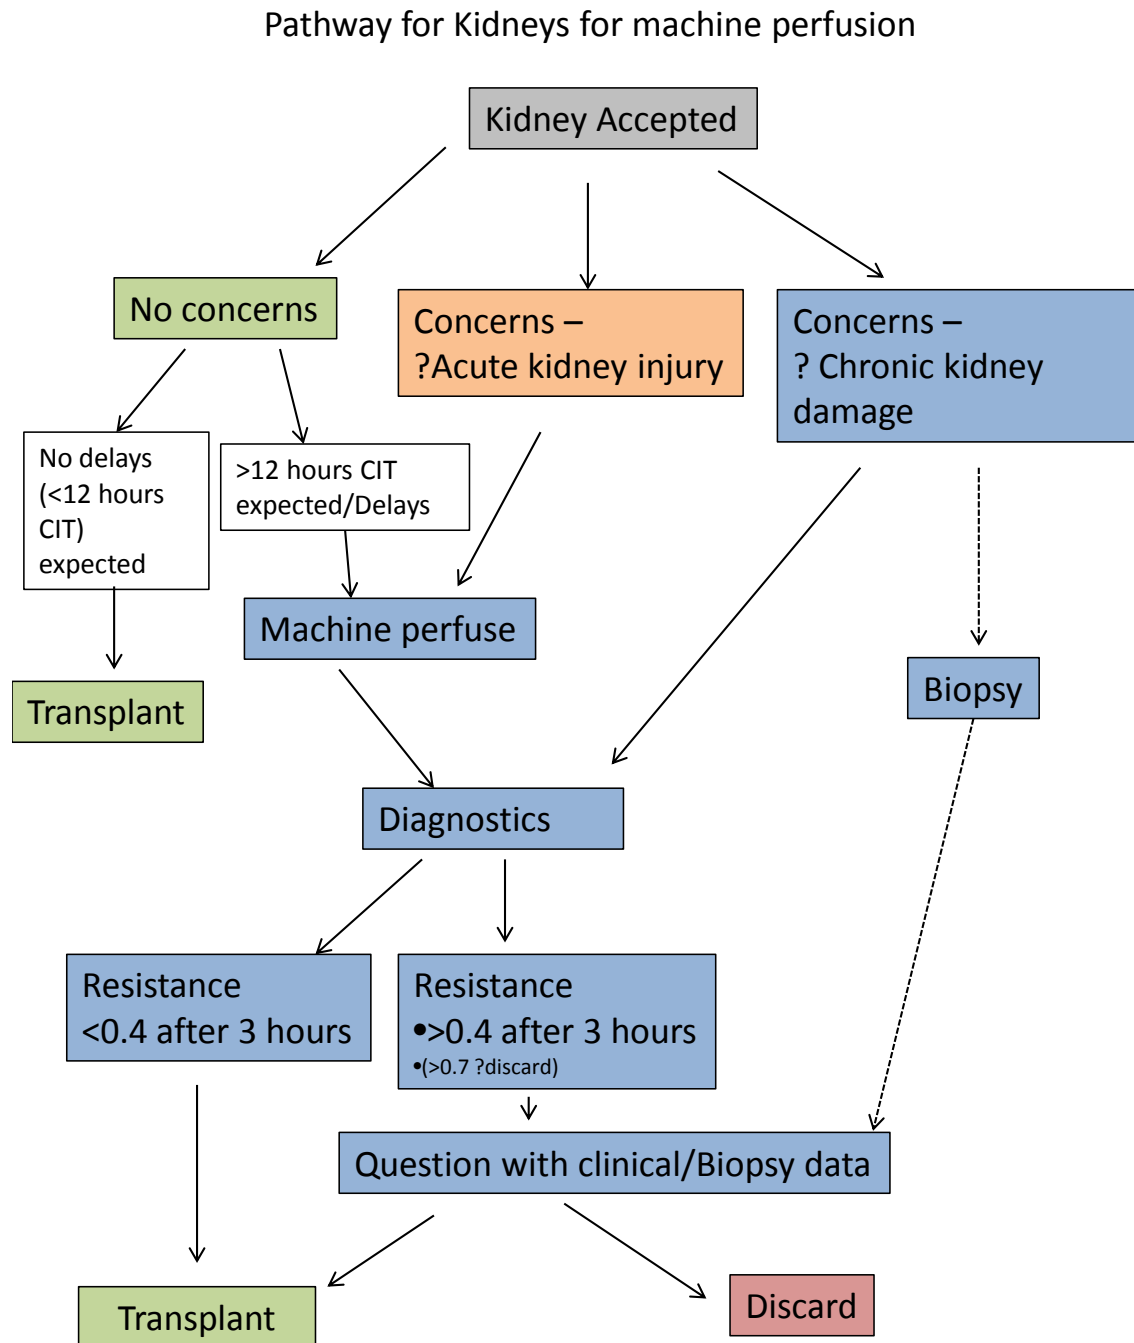 Pathway for Kidneys for machine perfusion
Kidney Accepted
No concerns
Concerns –
?Acute kidney injury
Concerns –
? Chronic kidney
damage
No delays
(<12 hours
CIT)
expected
>12 hours CIT
expected/Delays
Machine perfuse
Transplant
Biopsy
Diagnostics
Resistance
<0.4 after 3 hours
Resistance
•>0.4 after 3 hours
•(>0.7 ?discard)
Question with clinical/Biopsy data
Transplant
Discard